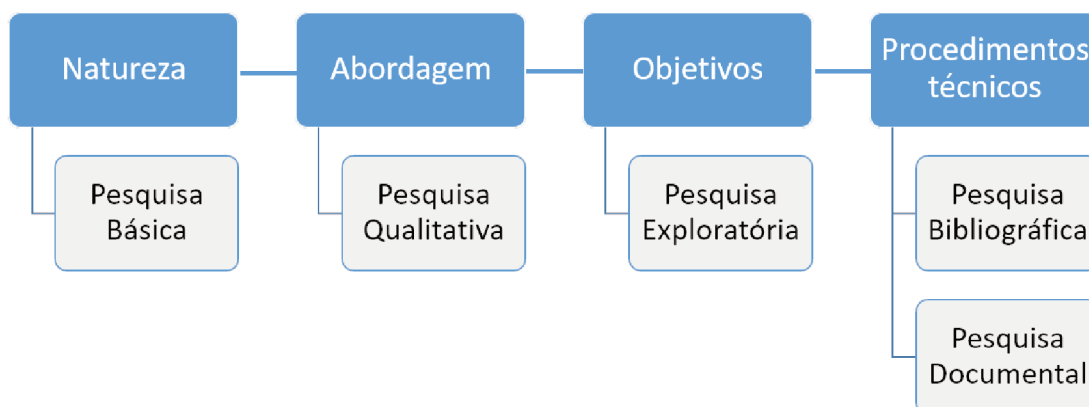 Natureza
Abordagem
Objetivos
Procedimentos
técnicos
Pesquisa
Básica
Pesquisa
Qualitativa
Pesquisa
Exploratória
Pesquisa
Bibliográfica
Pesquisa
Documental